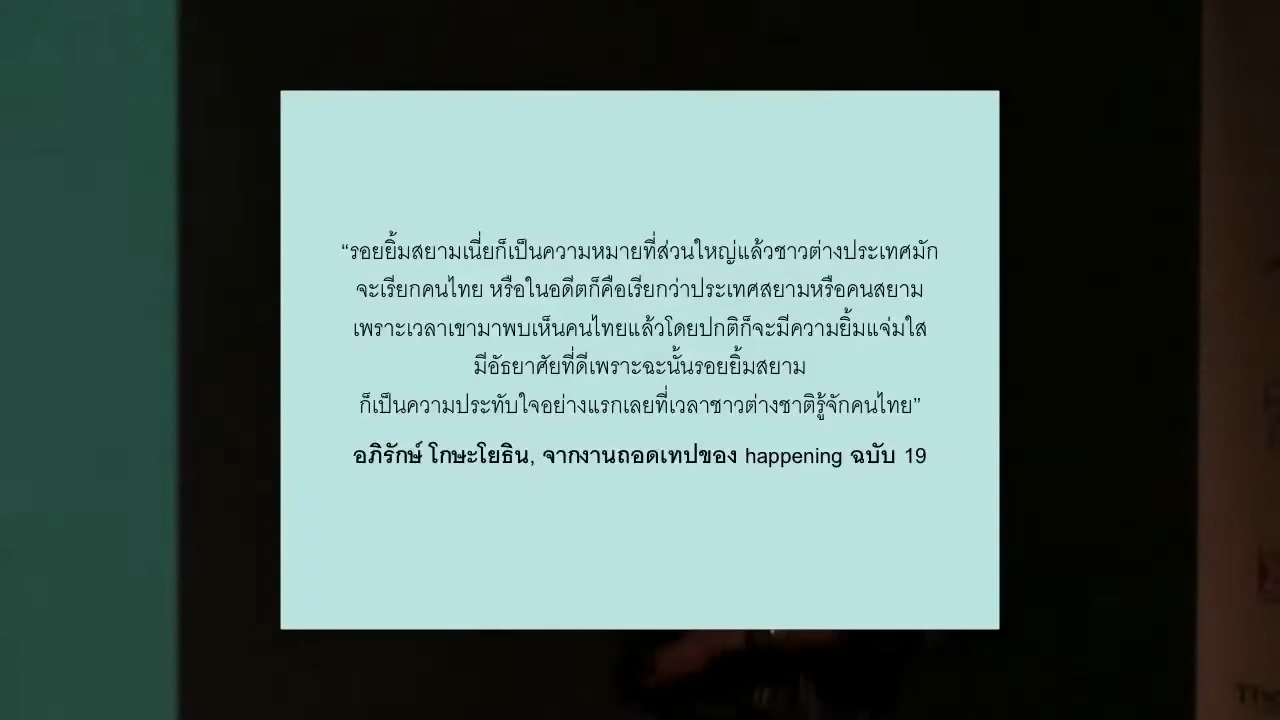 “รอยยิ้มสยามเนี่ยก็เป็นความหมายที่ส่วนใหญ่แล้วชาวต่างประเทศมัก
จะเรียกคนไทย หรือในอดีตก็คือเรียกว่าประเทศสยามหรือคนสยาม
เพราะเวลาเขามาพบเห็นคนไทยแล้วโดยปกติก็จะมีความยิ้มแจ่มใส
มีอัธยาศัยที่ดีเพราะฉะนั้นรอยยิ้มสยาม
ก็เป็นความประทับใจอย่างแรกเลยที่เวลาชาวต่างชาติรู้จักคนไทย”
อภิรักษ์ โกษะโยธิน, จากงานถอดเทปของ happening ฉบับ 19